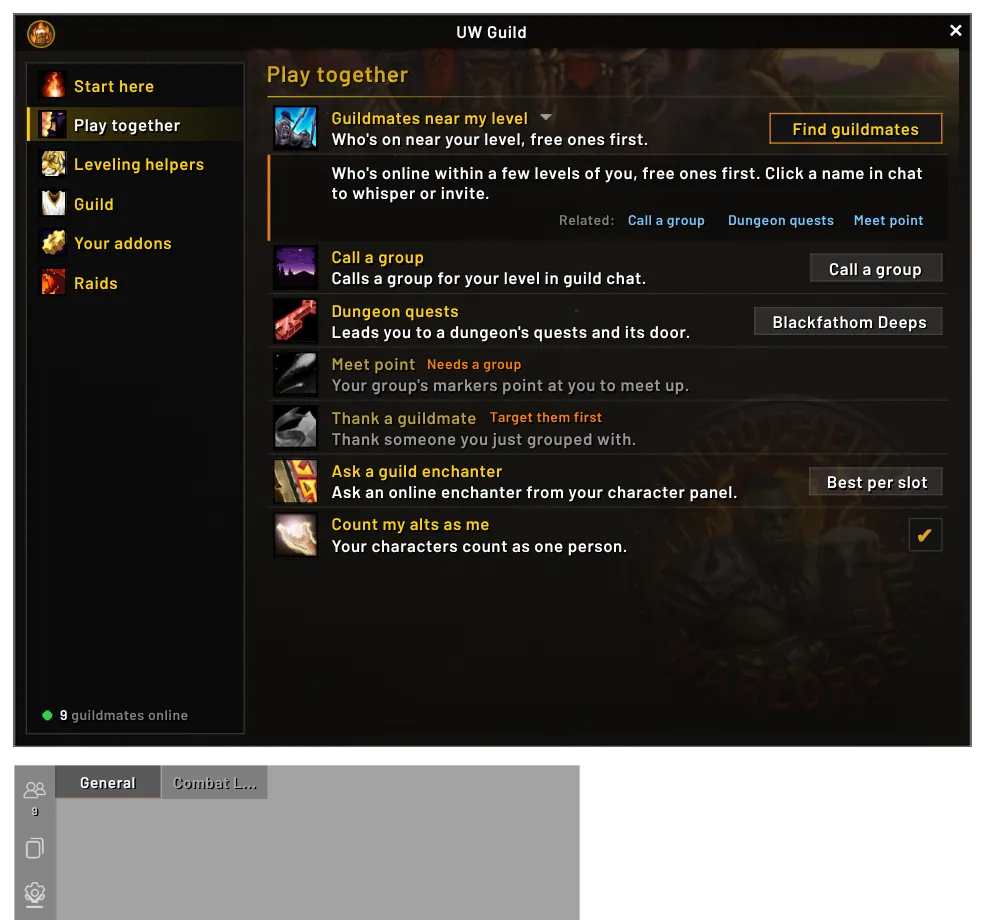 UW Guild
Start here
Play together
Leveling helpers
Guild
Your addons
Raids
9 guildmates online
Play together
Guildmates near my level
Who's on near your level, free ones first.
Find guildmates
Who's online within a few levels of you, free ones first. Click a name in chat
to whisper or invite.
Related: Call a group Dungeon quests Meet point
Call a group
Calls a group for your level in guild chat.
Call a group
Dungeon quests
Leads you to a dungeon's quests and its door.
Blackfathom Deeps
Meet point Needs a group
Your group's markers point at you to meet up.
Thank a guildmate Target them first
Thank someone you just grouped with.
Ask a guild enchanter
Ask an online enchanter from your character panel.
Best per slot
Count my alts as me
Your characters count as one person.
General
Combat L...
9